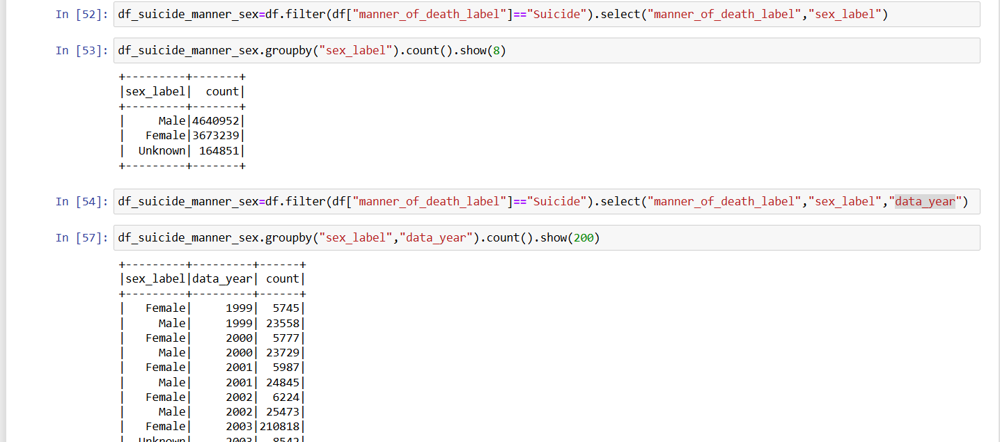 In [52]: df_suicide_manner_sex=df.filter(df["manner_of_death_label"]=="Suicide").select("manner_of_death_label","sex_label")
In [53]: df_suicide_manner_sex.groupby("sex_label").count().show(8)
+---------+-------+
|sex_label|  count|
+---------+-------+
|     Male|4640952|
|   Female|3673239|
|  Unknown| 164851|
+---------+-------+
In [54]: df_suicide_manner_sex=df.filter(df["manner_of_death_label"]=="Suicide").select("manner_of_death_label","sex_label","data_year")
In [57]: df_suicide_manner_sex.groupby("sex_label","data_year").count().show(200)
+---------+---------+------+
|sex_label|data_year| count|
+---------+---------+------+
|   Female|     1999|  5745|
|     Male|     1999| 23558|
|   Female|     2000|  5777|
|     Male|     2000| 23729|
|   Female|     2001|  5987|
|     Male|     2001| 24845|
|   Female|     2002|  6224|
|     Male|     2002| 25473|
|   Female|     2003|210818|
|  Unknown|     2003|  8542|